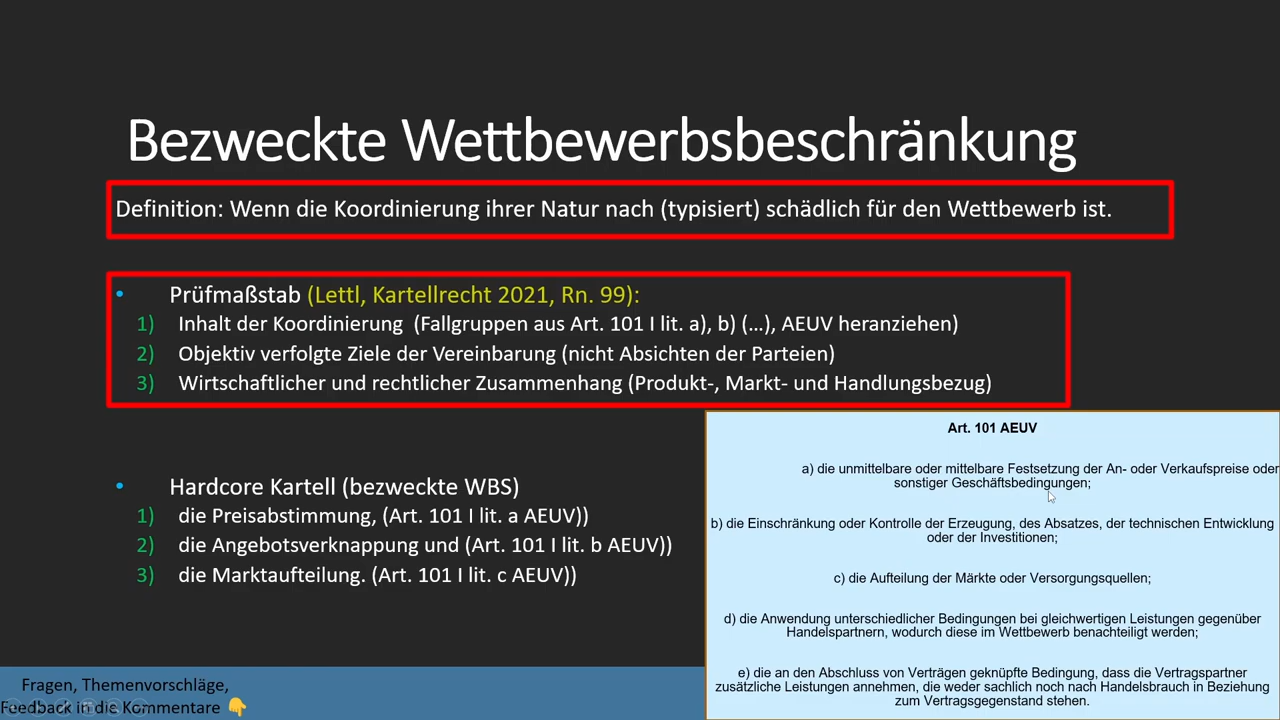 Bezweckte Wettbewerbsbeschränkung
Definition: Wenn die Koordinierung ihrer Natur nach (typisiert) schädlich für den Wettbewerb ist.
• Prüfmaßstab (Lettl, Kartellrecht 2021, Rn. 99):
1) Inhalt der Koordinierung (Fallgruppen aus Art. 101 I lit. a), b) (...), AEUV heranziehen)
2) Objektiv verfolgte Ziele der Vereinbarung (nicht Absichten der Parteien)
3) Wirtschaftlicher und rechtlicher Zusammenhang (Produkt-, Markt- und Handlungsbezug)
• Hardcore Kartell (bezweckte WBS)
1) die Preisabstimmung, (Art. 101 I lit. a AEUV))
2) die Angebotsverknappung und (Art. 101 I lit. b AEUV))
3) die Marktaufteilung. (Art. 101 I lit. c AEUV))
Art. 101 AEUV
a) die unmittelbare oder mittelbare Festsetzung der An- oder Verkaufspreise oder
sonstiger Geschäftsbedingungen;
b) die Einschränkung oder Kontrolle der Erzeugung, des Absatzes, der technischen Entwicklung
oder der Investitionen;
c) die Aufteilung der Märkte oder Versorgungsquellen;
d) die Anwendung unterschiedlicher Bedingungen bei gleichwertigen Leistungen gegenüber
Handelspartnern, wodurch diese im Wettbewerb benachteiligt werden;
e) die an den Abschluss von Verträgen geknüpfte Bedingung, dass die Vertragspartner
zusätzliche Leistungen annehmen, die weder sachlich noch nach Handelsbrauch in Beziehung
zum Vertragsgegenstand stehen.
Fragen, Themenvorschläge,
Feedback in die Kommentare 👇